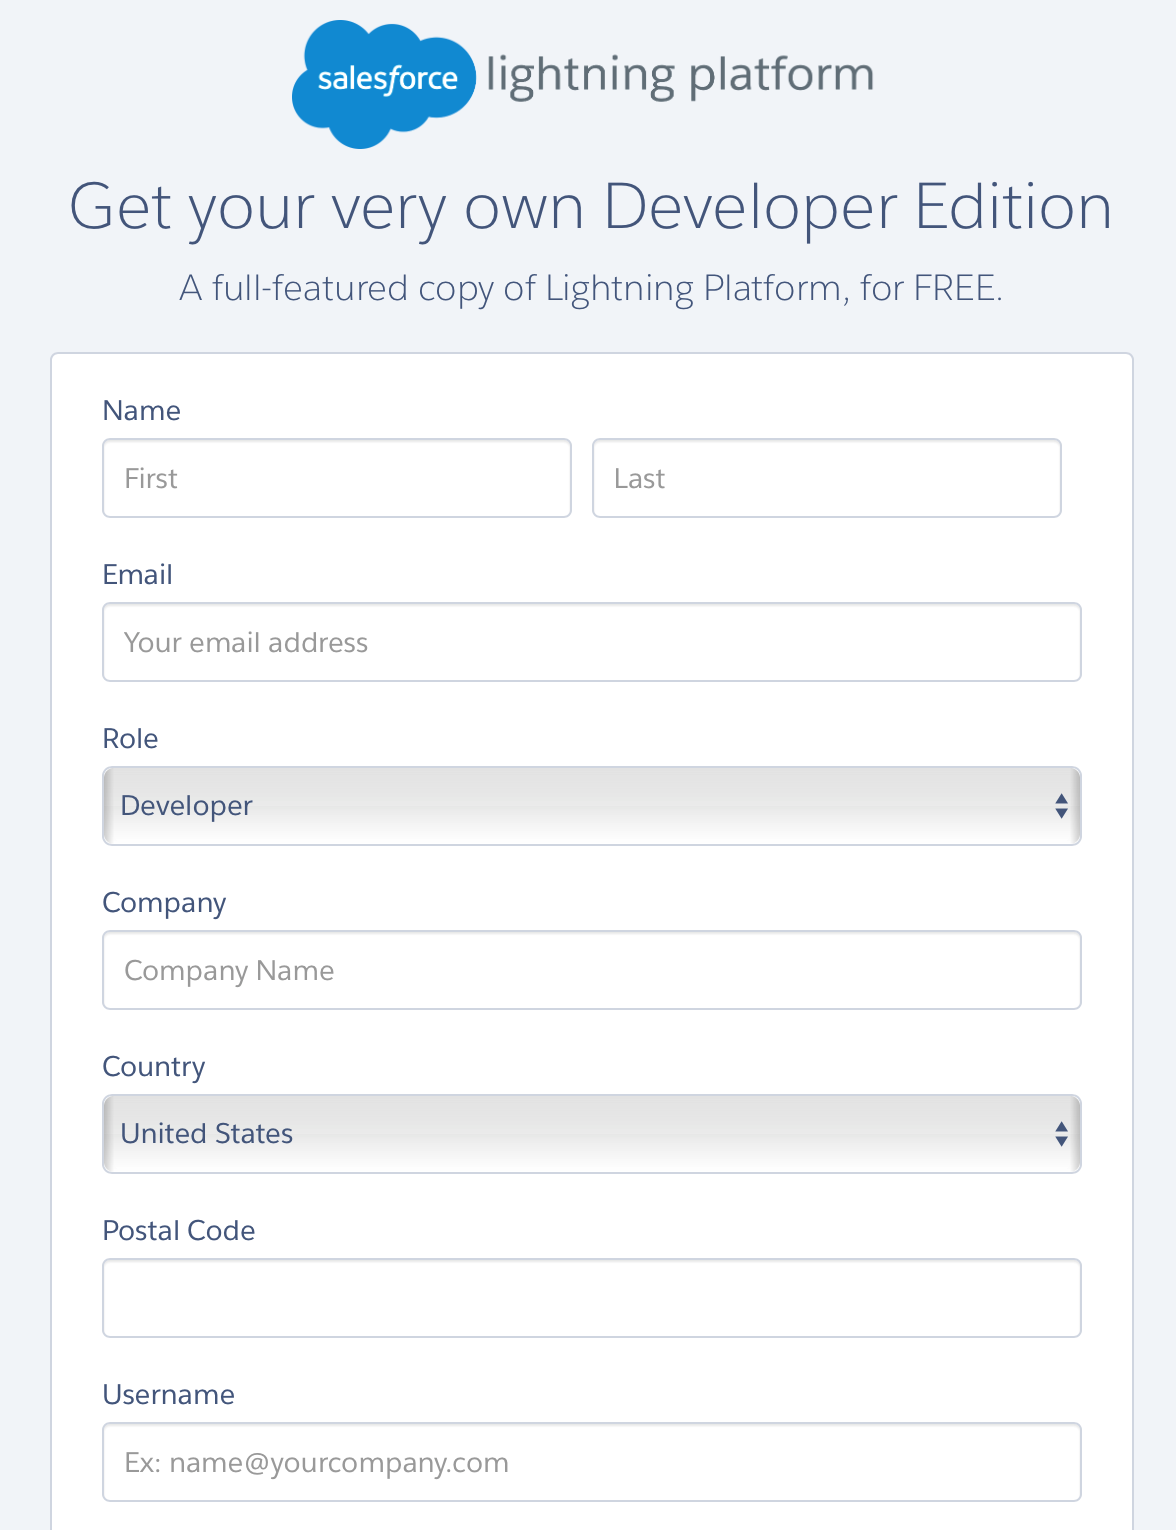 salesforce lightning platform
Get your very own Developer Edition
A full-featured copy of Lightning Platform, for FREE.
Name
First Last
Email
Your email address
Role
Developer
Company
Company Name
Country
United States
Postal Code
Username
Ex: name@yourcompany.com